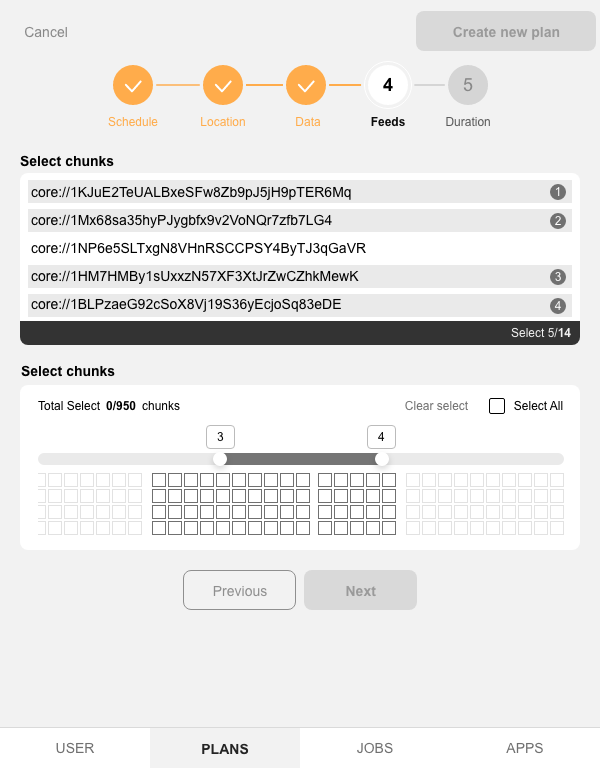 Cancel
Create new plan
4
5
Schedule
Location
Data
Feeds
Duration
Select chunks
core://1KJuE2TeUALBxeSFw8Zb9pJ5jH9pTER6Mq 1
core://1Mx68sa35hyPJygbfx9v2VoNQr7zfb7LG4 2
core://1NP6e5SLTxgN8VHnRSCCPSY4ByTJ3qGaVR
core://1HM7HMBy1sUxxzN57XF3XtJrZwCZhkMewK 3
core://1BLPzaeG92cSoX8Vj19S36yEcjoSq83eDE 4
Select 5/14
Select chunks
Total Select 0/950 chunks
Clear select
Select All
3
4
Previous
Next
USER
PLANS
JOBS
APPS